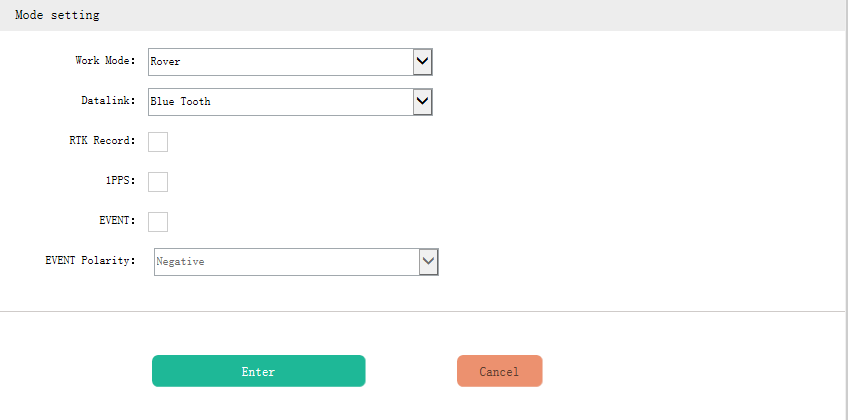 Mode setting
Work Mode: Rover
Datalink: Blue Tooth
RTK Record:
1PPS:
EVENT:
EVENT Polarity: Negative
Enter Cancel